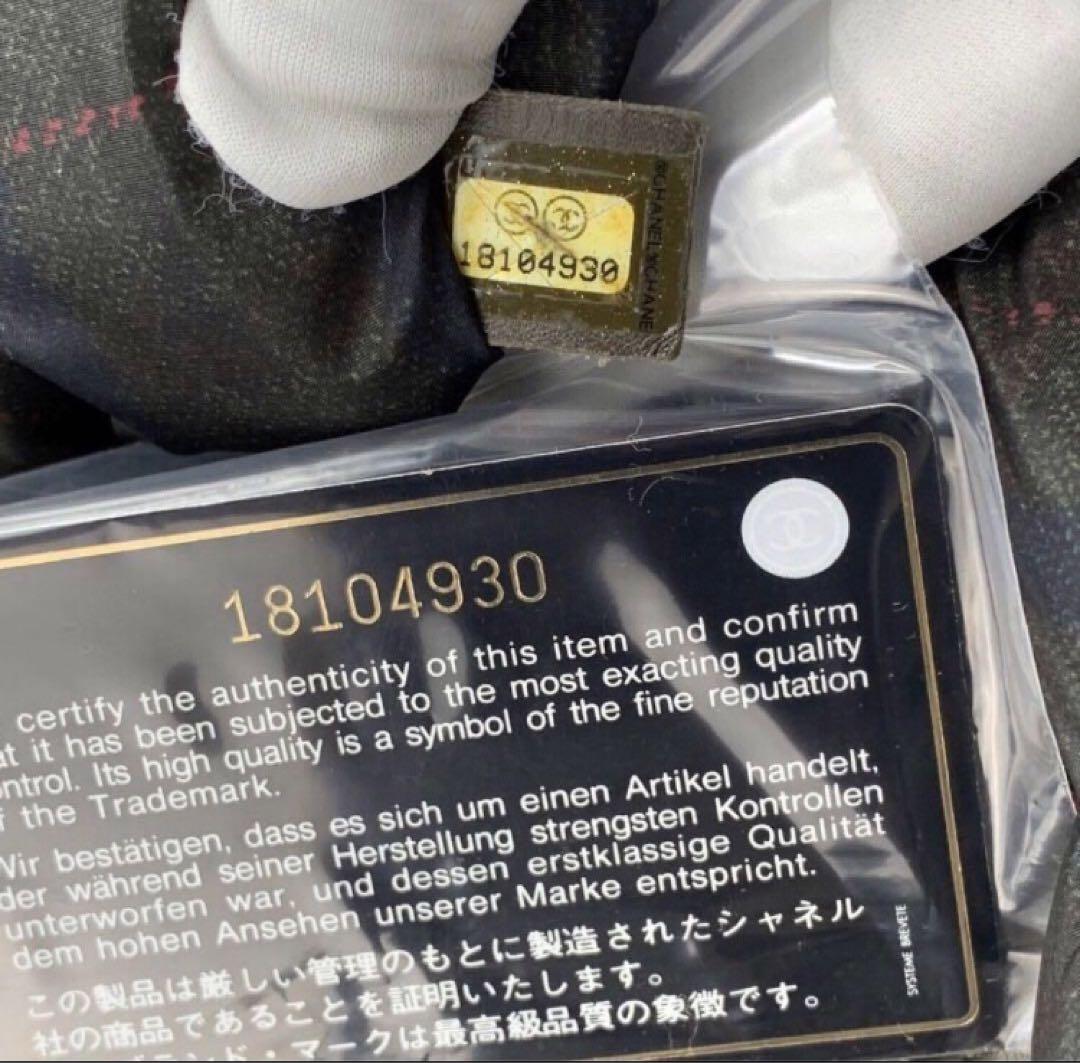 18104930
©CHANEL ©CHANE
18104930
certify the authenticity of this item and confirm
it has been subjected to the most exacting quality
Its high quality is a symbol of the fine reputation
the Trademark.
Wir bestätigen, dass es sich um einen Artikel handelt,
der während seiner Herstellung strengsten Kontrollen
unterworfen war, und dessen erstklassige Qualität
dem hohen Ansehen unserer Marke entspricht.
この製品は厳しい管理のもとに製造されたシャネル
社の商品であることを証明いたします。
ランド・マークは最高級品質の象徴です。
SYSTEME BREVETE